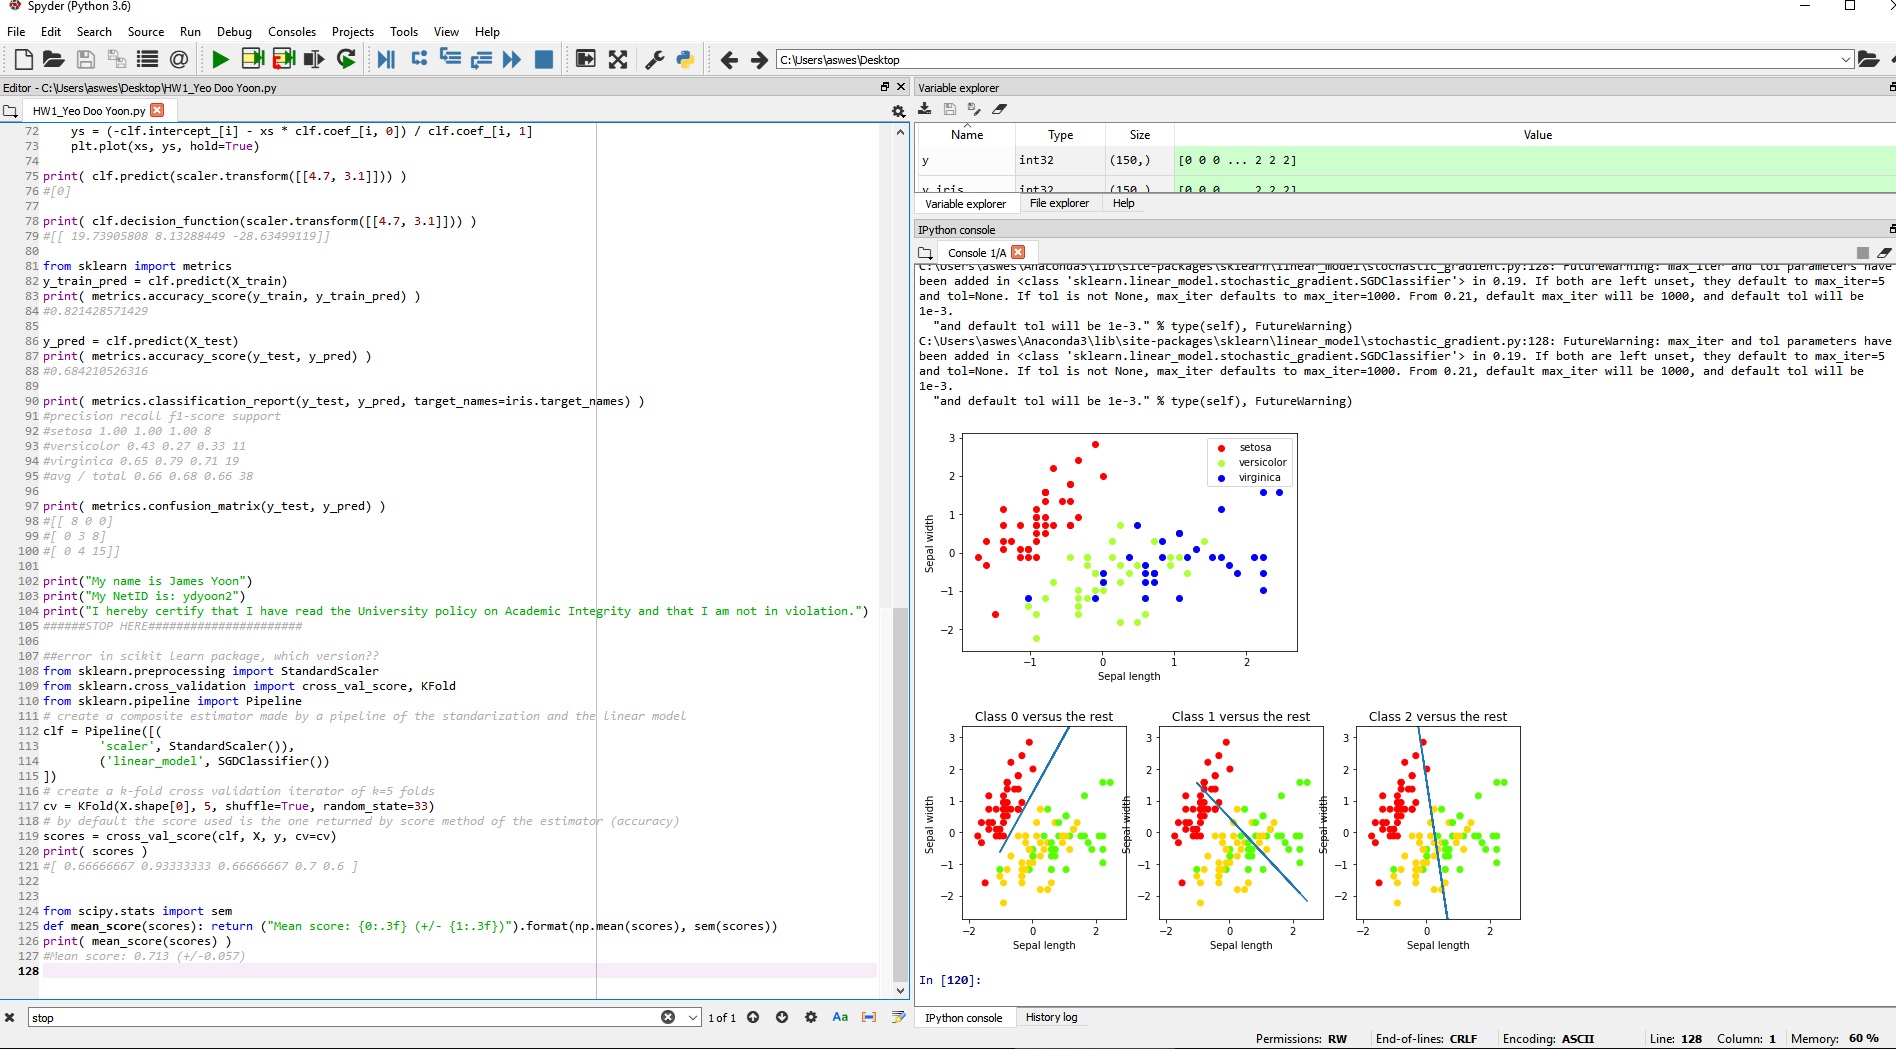 Spyder (Python 3.6)
File Edit Search Source Run Debug Consoles Projects Tools View Help
C:\Users\aswes\Desktop
Editor - C:\Users\aswes\Desktop\HW1_Yeo Doo Yoon.py
HW1_Yeo Doo Yoon.py
72 ys = (-clf.intercept_[i] - xs * clf.coef_[i, 0]) / clf.coef_[i, 1]
73 plt.plot(xs, ys, hold=True)
74
75 print( clf.predict(scaler.transform([[4.7, 3.1]])) )
76 #[0]
77
78 print( clf.decision_function(scaler.transform([[4.7, 3.1]])) )
79 #[[ 19.73905808 8.13288449 -28.63499119]]
80
81 from sklearn import metrics
82 y_train_pred = clf.predict(X_train)
83 print( metrics.accuracy_score(y_train, y_train_pred) )
84 #0.821428571429
85
86 y_pred = clf.predict(X_test)
87 print( metrics.accuracy_score(y_test, y_pred) )
88 #0.684210526316
89
90 print( metrics.classification_report(y_test, y_pred, target_names=iris.target_names) )
91 #precision recall f1-score support
92 #setosa 1.00 1.00 1.00 8
93 #versicolor 0.43 0.27 0.33 11
94 #virginica 0.65 0.79 0.71 19
95 #avg / total 0.66 0.68 0.66 38
96
97 print( metrics.confusion_matrix(y_test, y_pred) )
98 #[[ 8 0 0]
99 #[ 0 3 8]
100 #[ 0 4 15]]
101
102 print("My name is James Yoon")
103 print("My NetID is: ydyoon2")
104 print("I hereby certify that I have read the University policy on Academic Integrity and that I am not in violation.")
105 ######STOP HERE######################
106
107 ##error in scikit learn package, which version??
108 from sklearn.preprocessing import StandardScaler
109 from sklearn.cross_validation import cross_val_score, KFold
110 from sklearn.pipeline import Pipeline
111 # create a composite estimator made by a pipeline of the standarization and the linear model
112 clf = Pipeline([(
113 'scaler', StandardScaler()),
114 ('linear_model', SGDClassifier())
115 ])
116 # create a k-fold cross validation iterator of k=5 folds
117 cv = KFold(X.shape[0], 5, shuffle=True, random_state=33)
118 # by default the score used is the one returned by score method of the estimator (accuracy)
119 scores = cross_val_score(clf, X, y, cv=cv)
120 print( scores )
121 #[ 0.66666667 0.93333333 0.66666667 0.7 0.6 ]
122
123
124 from scipy.stats import sem
125 def mean_score(scores): return ("Mean score: {0:.3f} (+/- {1:.3f})").format(np.mean(scores), sem(scores))
126 print( mean_score(scores) )
127 #Mean score: 0.713 (+/-0.057)
128
stop
1 of 1
Aa
Variable explorer
Name Type Size Value
y int32 (150,) [0 0 0 ... 2 2 2]
y_iris int32 (150,) [0 0 0 ... 2 2 2]
Variable explorer File explorer Help
IPython console
Console 1/A
C:\Users\aswes\Anaconda3\lib\site-packages\sklearn\linear_model\stochastic_gradient.py:128: FutureWarning: max_iter and tol parameters have
been added in <class 'sklearn.linear_model.stochastic_gradient.SGDClassifier'> in 0.19. If both are left unset, they default to max_iter=5
and tol=None. If tol is not None, max_iter defaults to max_iter=1000. From 0.21, default max_iter will be 1000, and default tol will be
1e-3.
"and default tol will be 1e-3." % type(self), FutureWarning)
C:\Users\aswes\Anaconda3\lib\site-packages\sklearn\linear_model\stochastic_gradient.py:128: FutureWarning: max_iter and tol parameters have
been added in <class 'sklearn.linear_model.stochastic_gradient.SGDClassifier'> in 0.19. If both are left unset, they default to max_iter=5
and tol=None. If tol is not None, max_iter defaults to max_iter=1000. From 0.21, default max_iter will be 1000, and default tol will be
1e-3.
"and default tol will be 1e-3." % type(self), FutureWarning)
setosa
versicolor
virginica
3
2
1
0
−1
−2
Sepal width
−1 0 1 2
Sepal length
Class 0 versus the rest Class 1 versus the rest Class 2 versus the rest
3 3 3
2 2 2
1 1 1
0 0 0
−1 −1 −1
−2 −2 −2
Sepal width Sepal width Sepal width
−2 0 2 −2 0 2 −2 0 2
Sepal length Sepal length Sepal length
In [120]:
IPython console History log
Permissions: RW End-of-lines: CRLF Encoding: ASCII Line: 128 Column: 1 Memory: 60 %